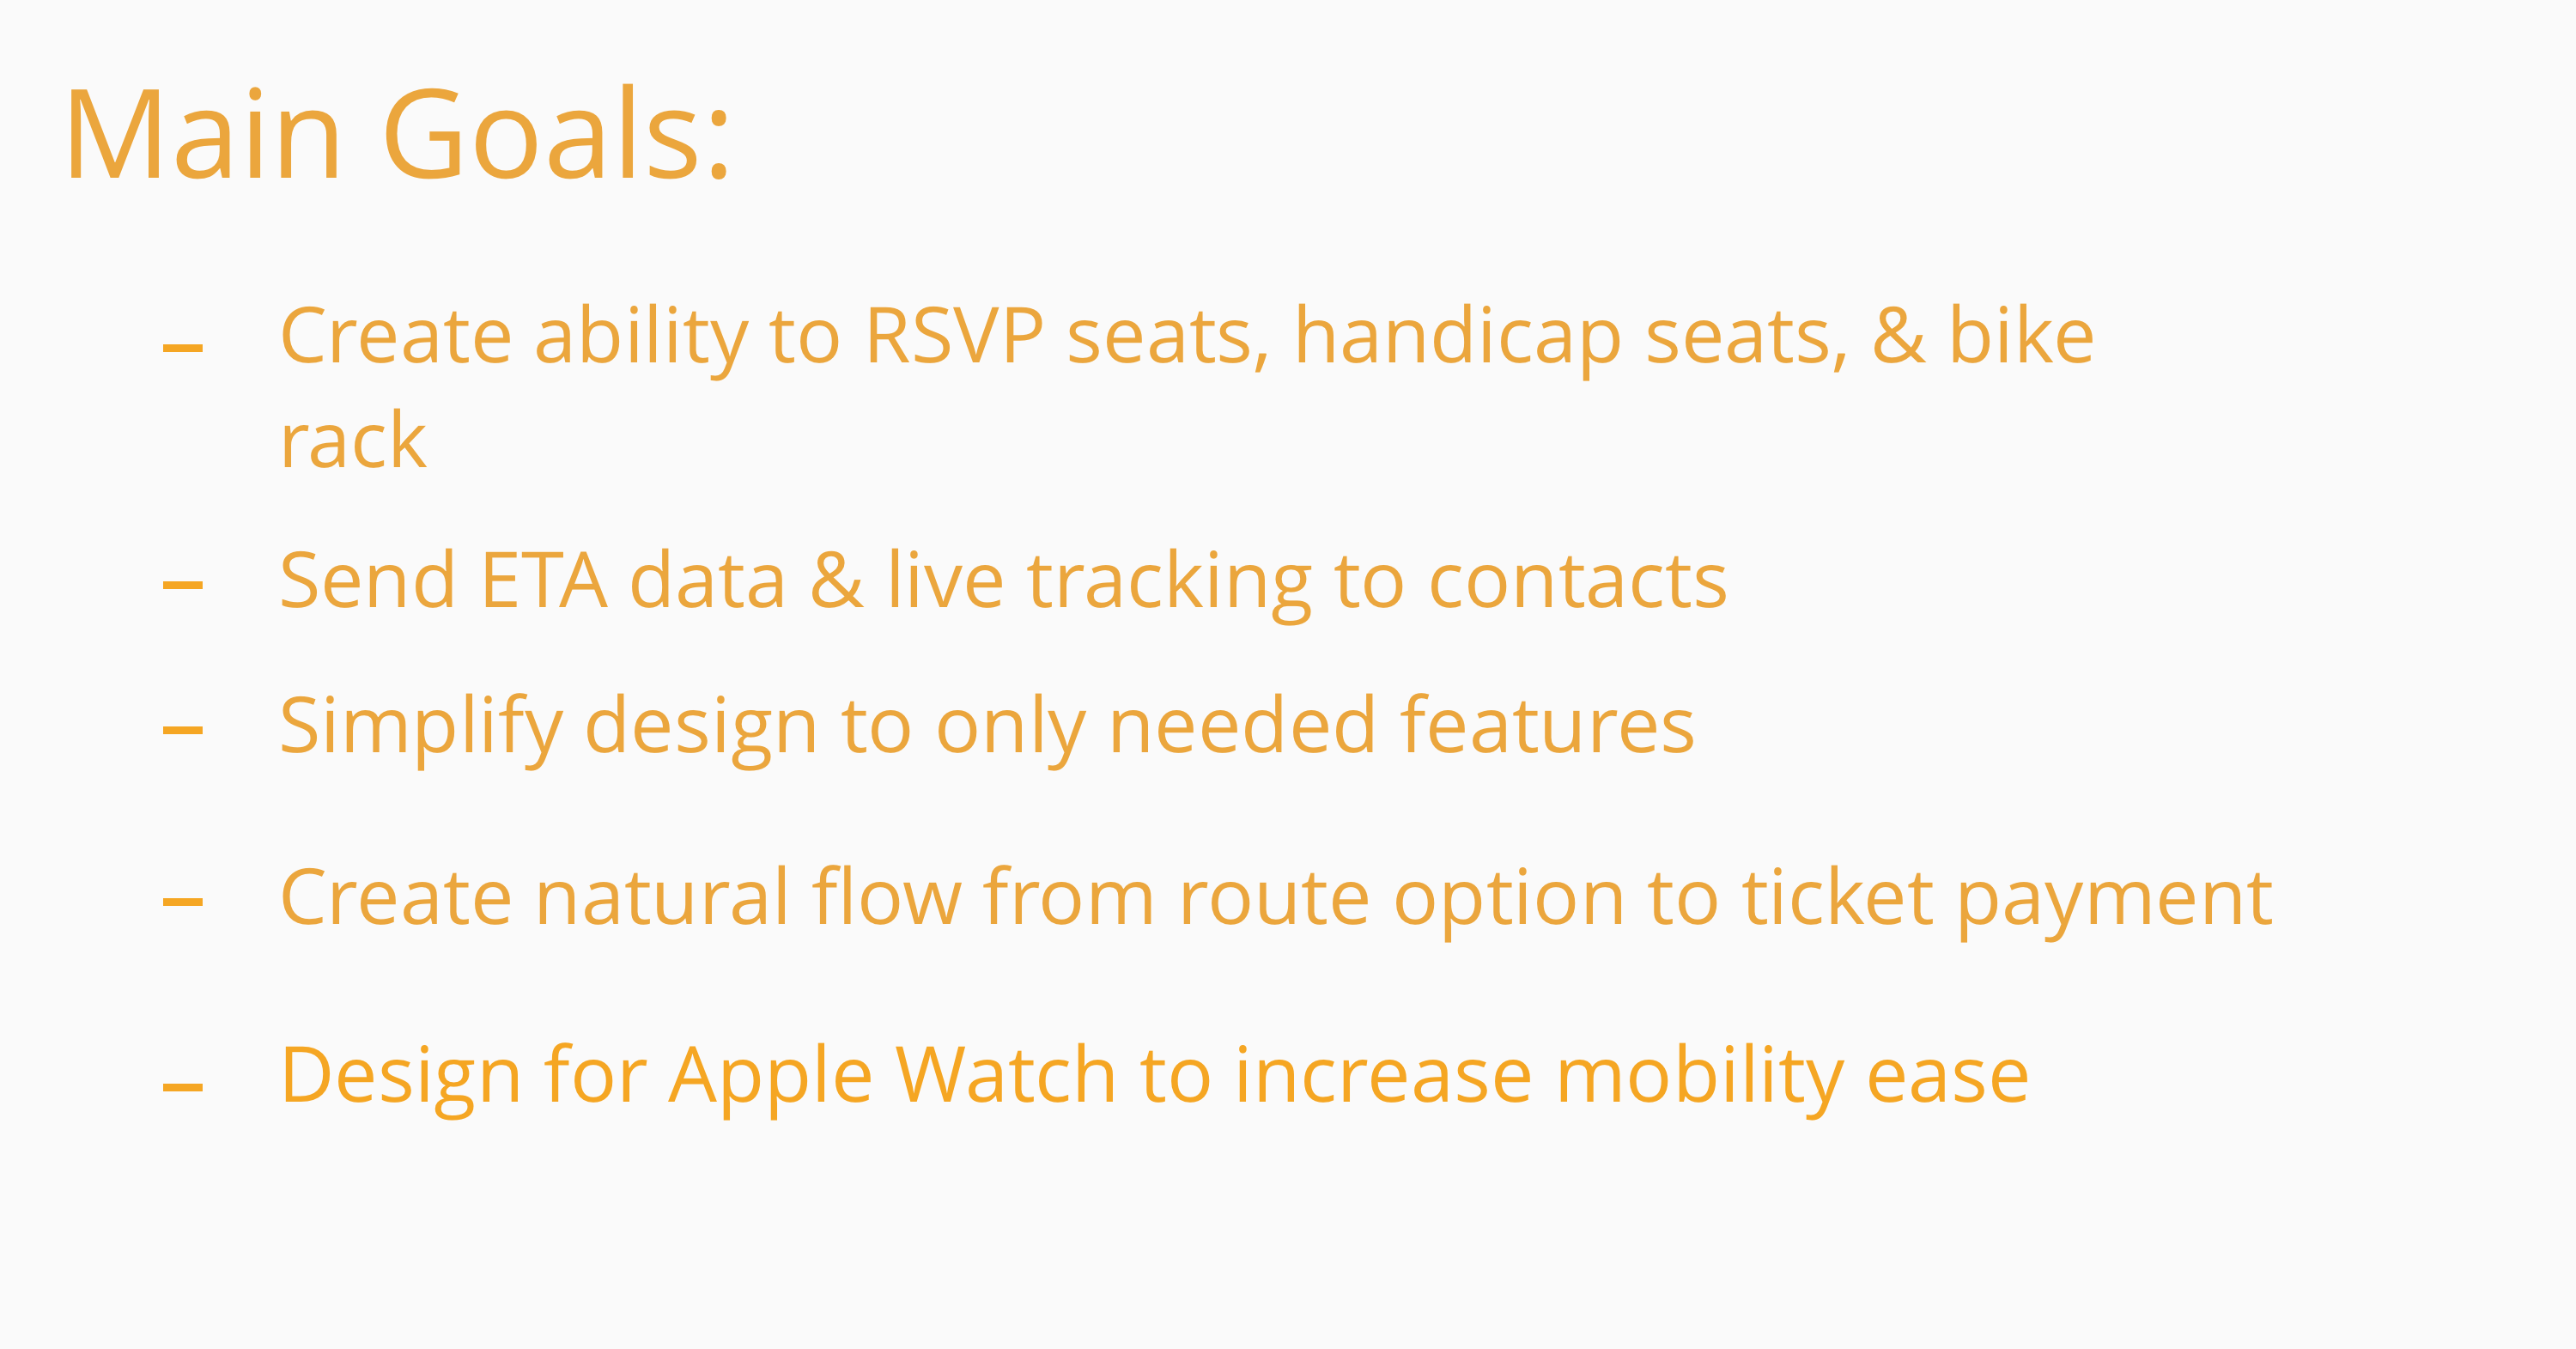 Main Goals:
– Create ability to RSVP seats, handicap seats, & bike
rack
– Send ETA data & live tracking to contacts
– Simplify design to only needed features
– Create natural flow from route option to ticket payment
– Design for Apple Watch to increase mobility ease